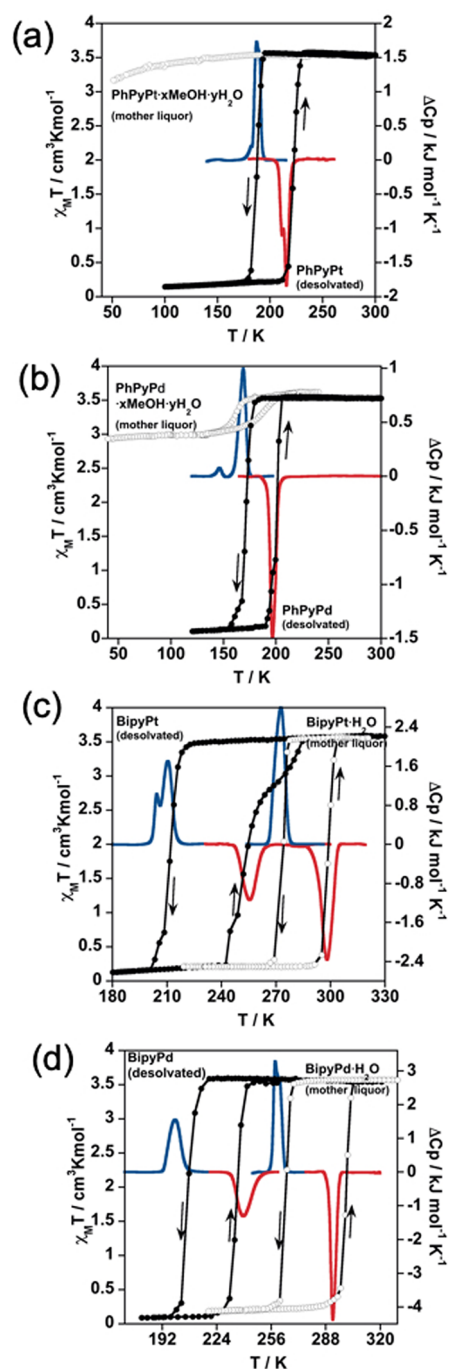 (a)
4
3.5
3
2.5
2
1.5
1
0.5
0
χMT / cm³Kmol⁻¹
PhPyPt·xMeOH·yH₂O
(mother liquor)
PhPyPt
(desolvated)
2
1.5
1
0.5
0
-0.5
-1
-1.5
-2
ΔCp / kJ mol⁻¹ K⁻¹
50 100 150 200 250 300
T / K
(b)
4
3.5
3
2.5
2
1.5
1
0.5
0
χMT / cm³Kmol⁻¹
PhPyPd
·xMeOH·yH₂O
(mother liquor)
PhPyPd
(desolvated)
1
0.5
0
-0.5
-1
-1.5
ΔCp / kJ mol⁻¹ K⁻¹
50 100 150 200 250 300
T / K
(c)
4
3.5
3
2.5
2
1.5
1
0.5
0
χMT / cm³Kmol⁻¹
BipyPt
(desolvated)
BipyPt·H₂O
(mother liquor)
2.4
1.6
0.8
0
-0.8
-1.6
-2.4
ΔCp / kJ mol⁻¹ K⁻¹
180 210 240 270 300 330
T / K
(d)
4
3.5
3
2.5
2
1.5
1
0.5
0
χMT / cm³Kmol⁻¹
BipyPd
(desolvated)
BipyPd·H₂O
(mother liquor)
3
2
1
0
-1
-2
-3
-4
ΔCp / kJ mol⁻¹ K⁻¹
192 224 256 288 320
T / K